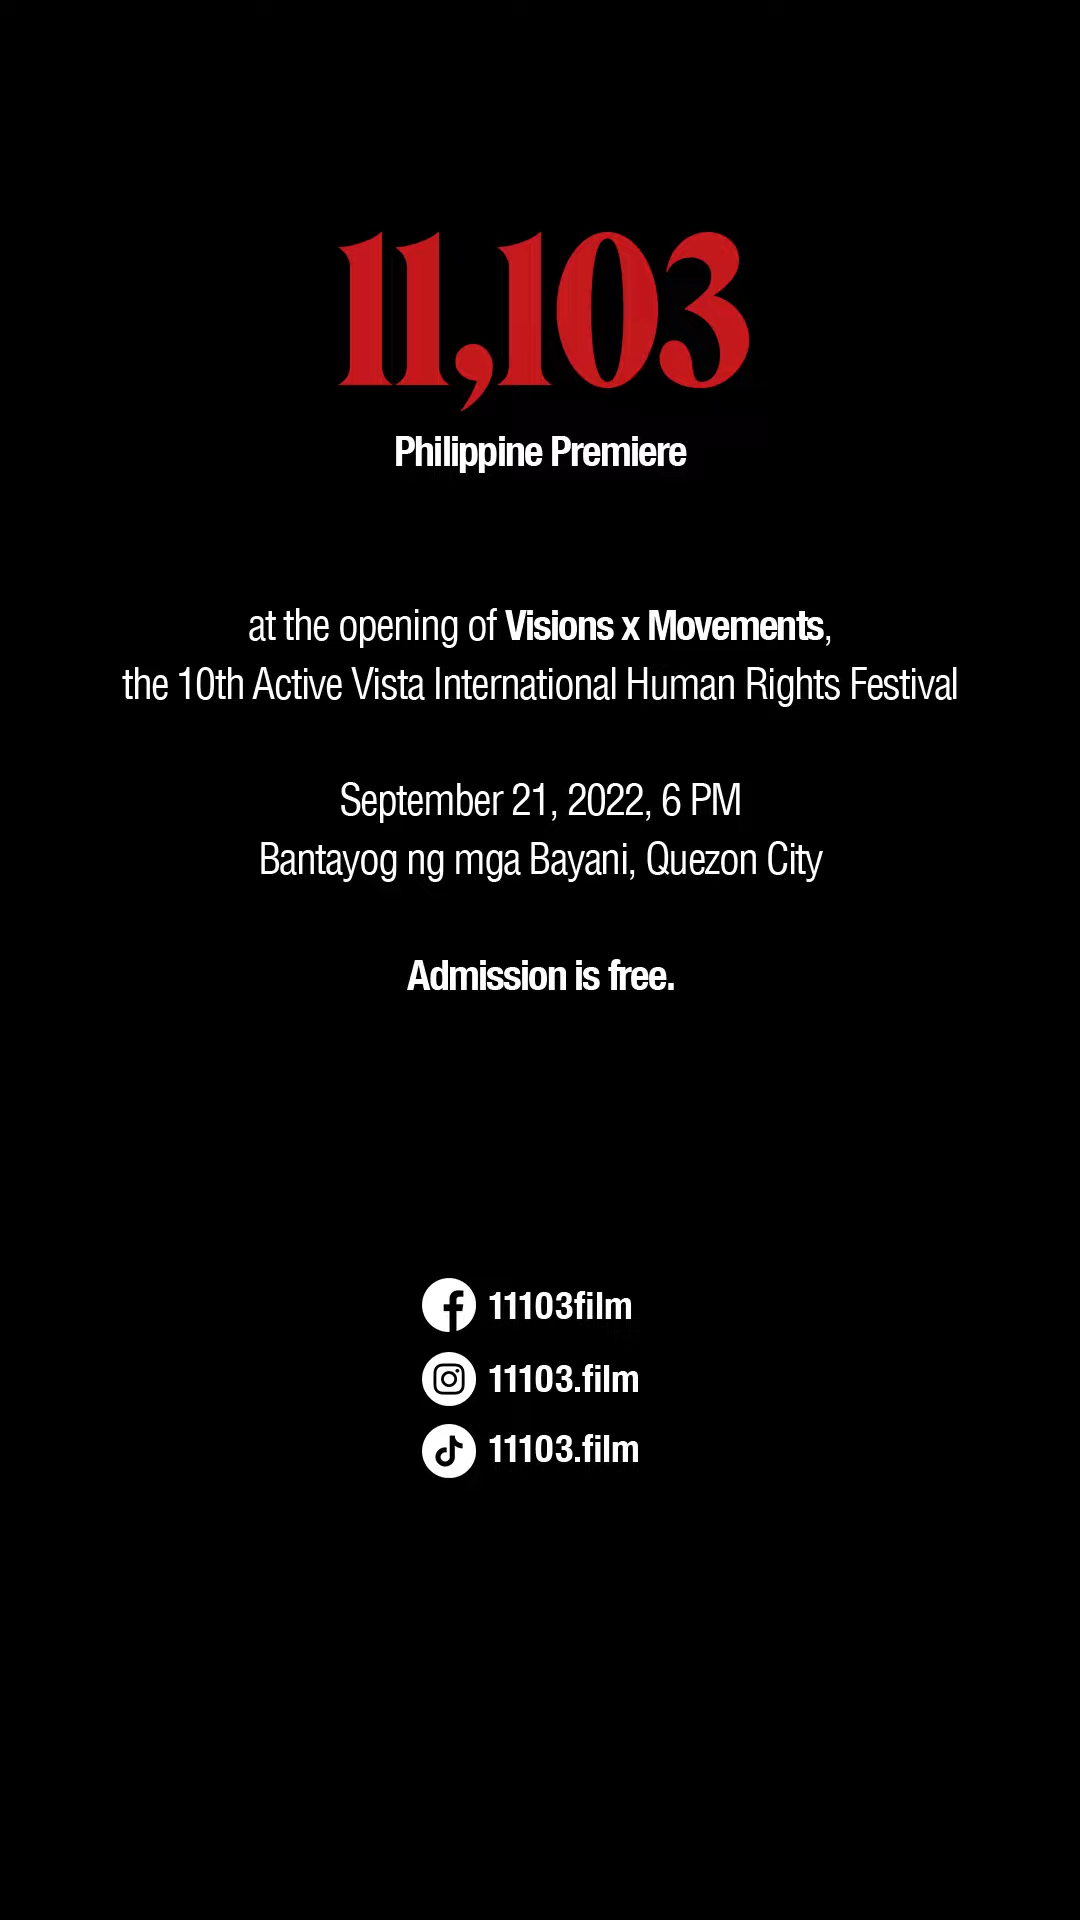 11,103
Philippine Premiere
at the opening of Visions x Movements,
the 10th Active Vista International Human Rights Festival
September 21, 2022, 6 PM
Bantayog ng mga Bayani, Quezon City
Admission is free.
11103film
11103.film
11103.film